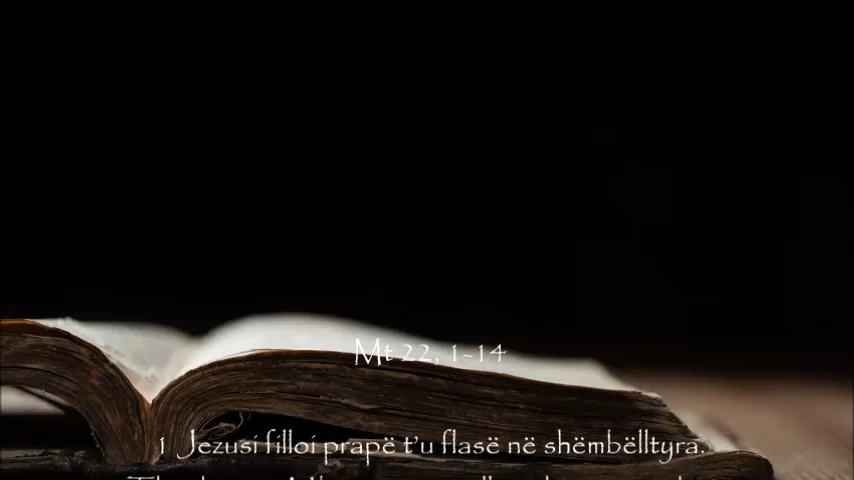 Mt 22, 1-14
1 Jezusi filloi prapë t'u flasë në shëmbëlltyra.